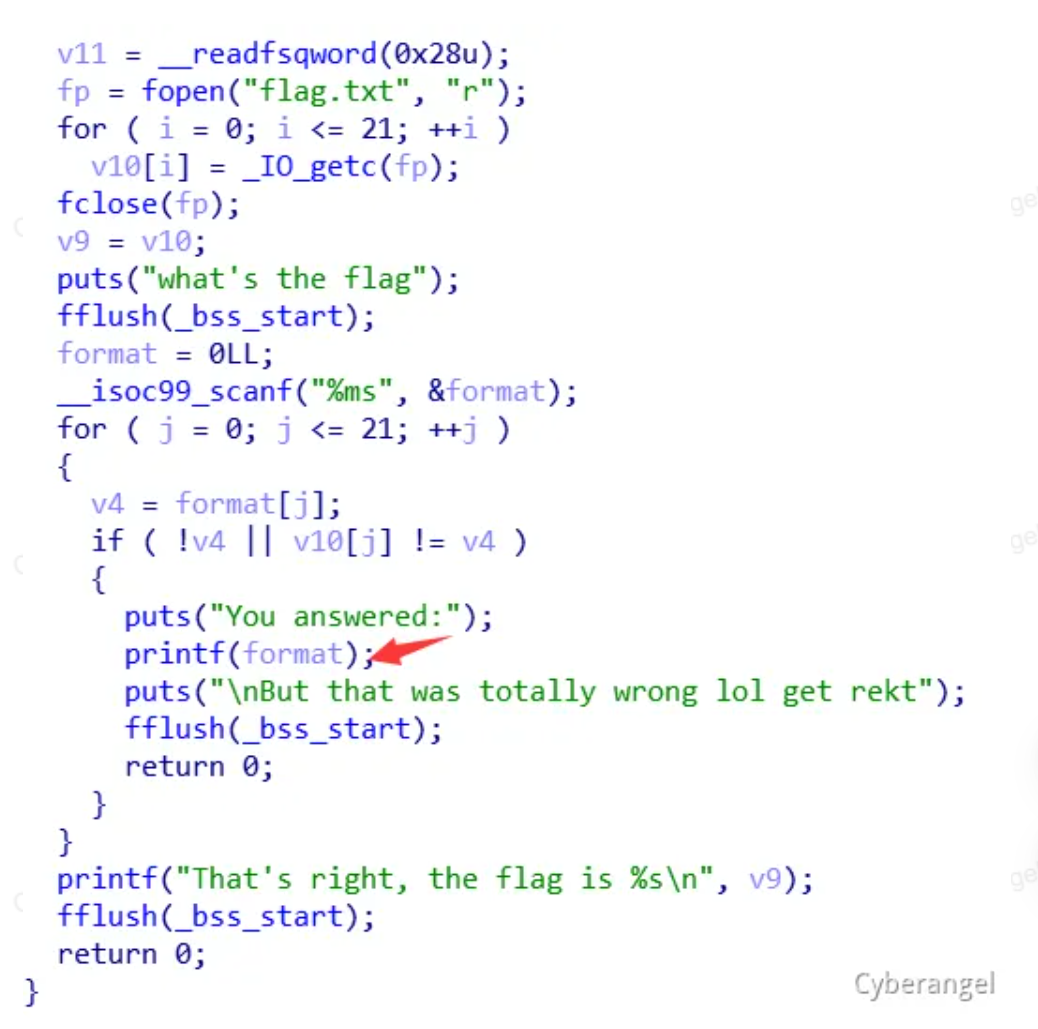 v11 = __readfsqword(0x28u);
fp = fopen("flag.txt", "r");
for ( i = 0; i <= 21; ++i )
v10[i] = _IO_getc(fp);
fclose(fp);
v9 = v10;
puts("what's the flag");
fflush(_bss_start);
format = 0LL;
__isoc99_scanf("%ms", &format);
for ( j = 0; j <= 21; ++j )
{
v4 = format[j];
if ( !v4 || v10[j] != v4 )
{
puts("You answered:");
printf(format);
puts("\nBut that was totally wrong lol get rekt");
fflush(_bss_start);
return 0;
}
}
printf("That's right, the flag is %s\n", v9);
fflush(_bss_start);
return 0;
}
Cyberangel